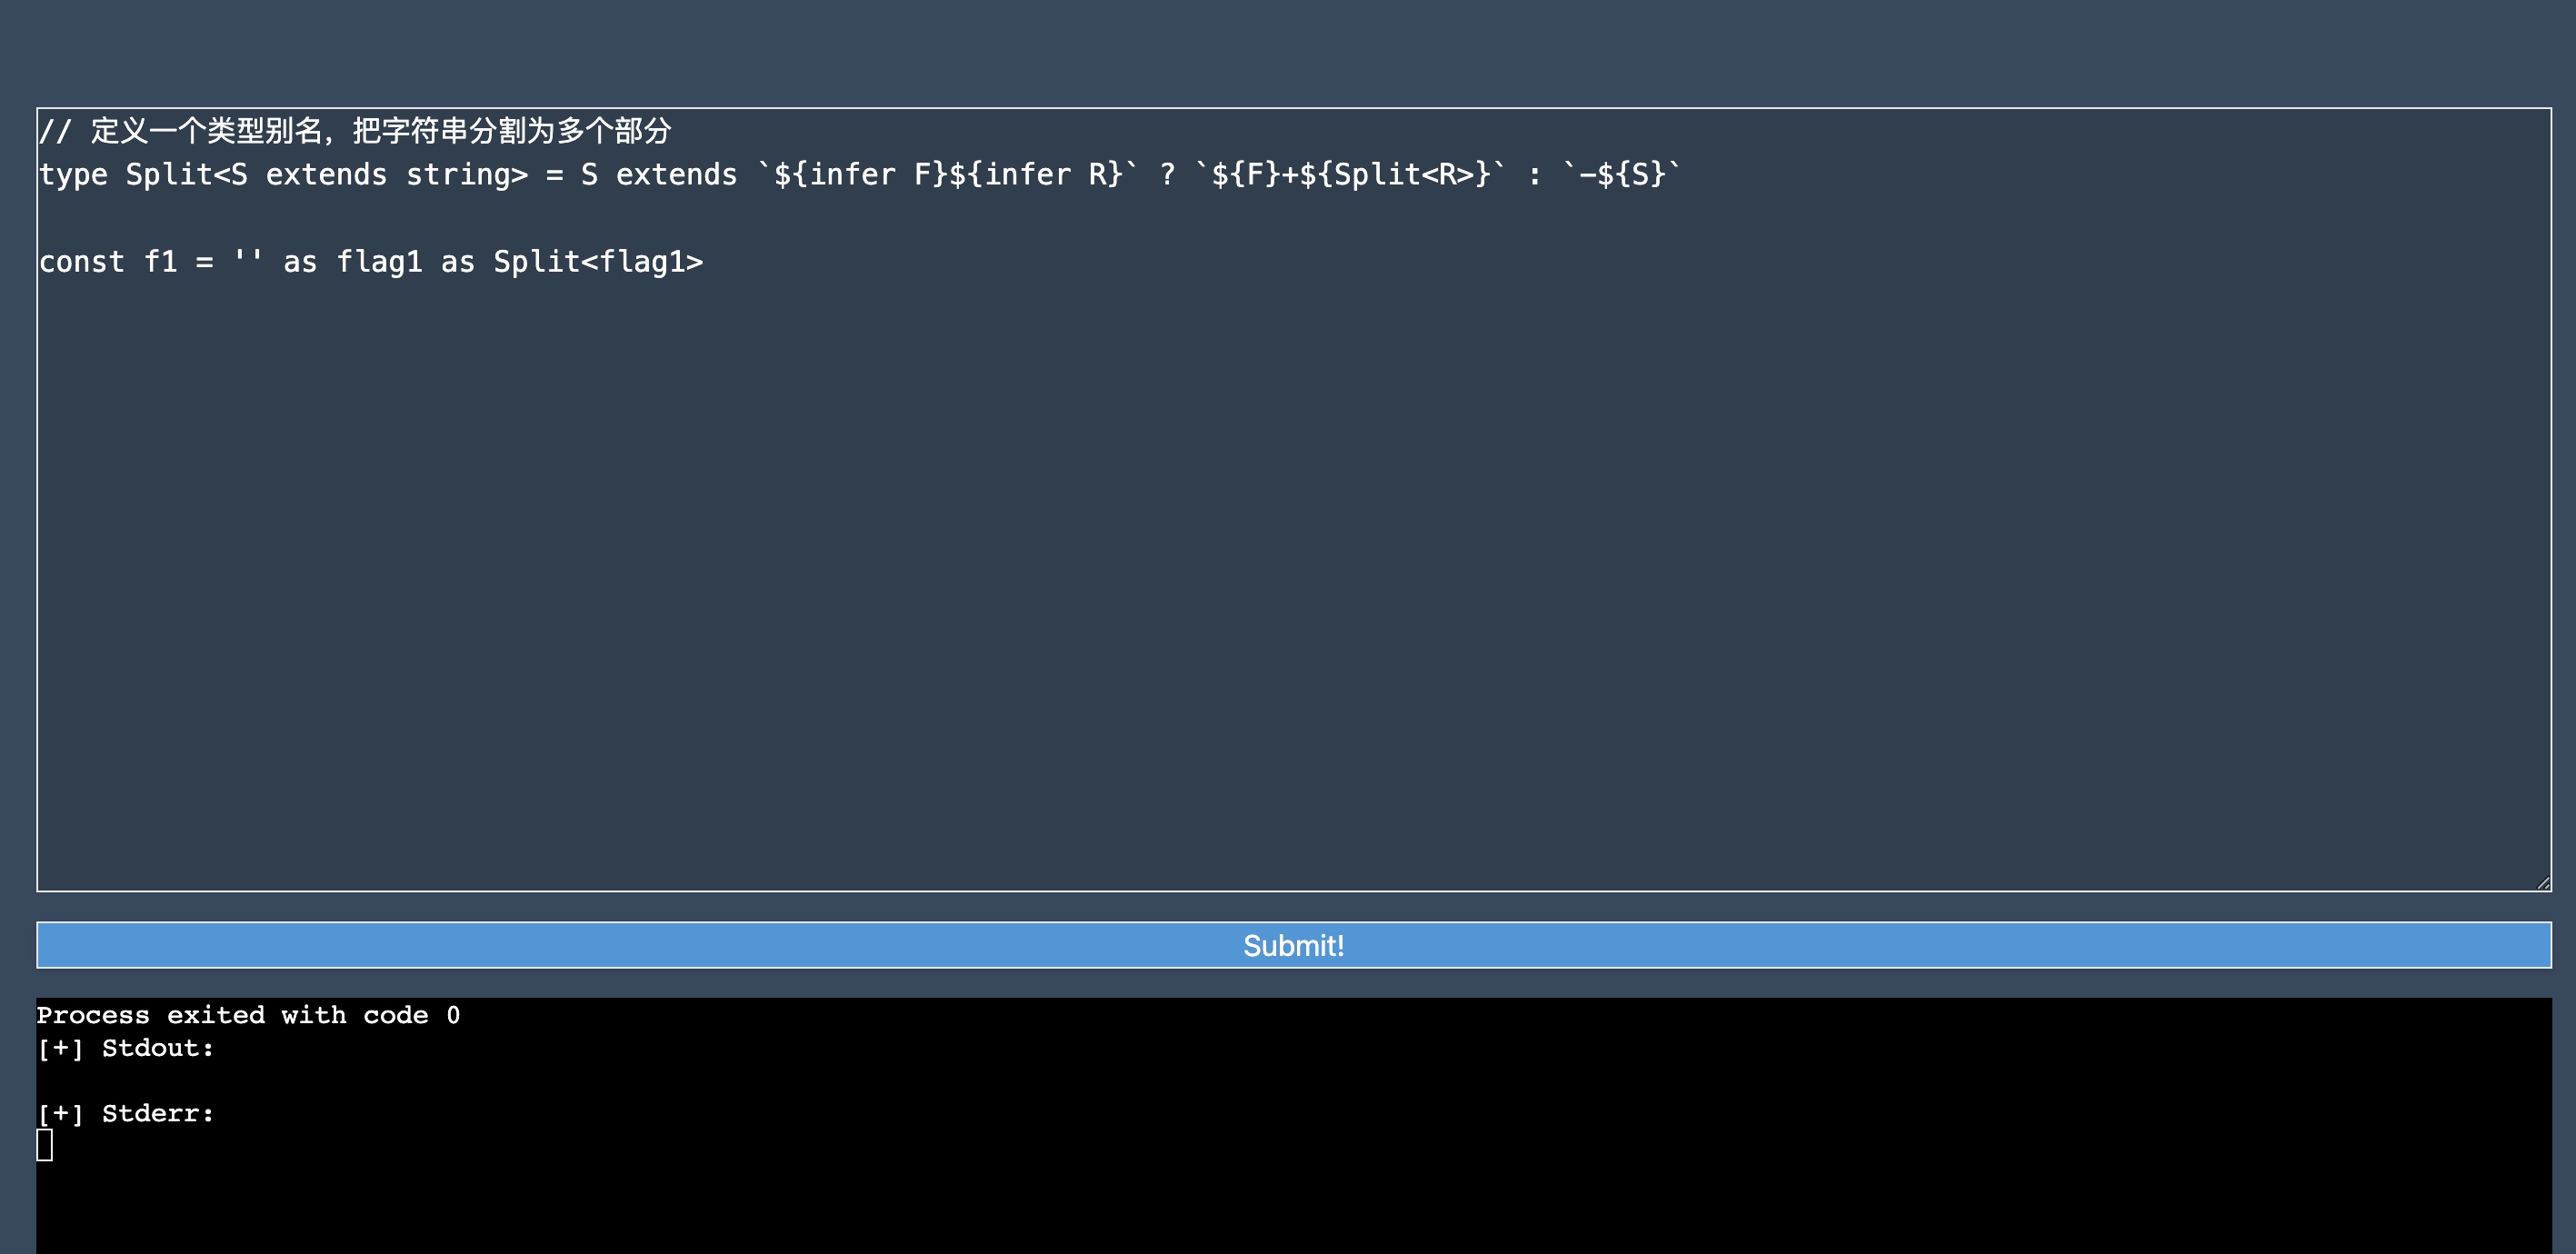 // 定义一个类型别名，把字符串分割为多个部分
type Split<S extends string> = S extends `${infer F}${infer R}` ? `${F}+${Split<R>}` : `-${S}`
const f1 = '' as flag1 as Split<flag1>
Submit!
Process exited with code 0
[+] Stdout:
[+] Stderr: